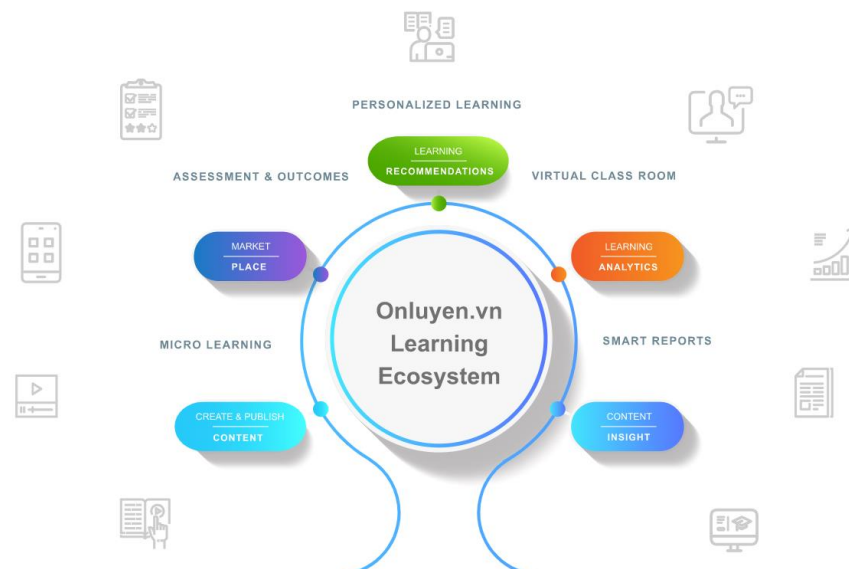 PERSONALIZED LEARNING
LEARNING
RECOMMENDATIONS
ASSESSMENT & OUTCOMES
VIRTUAL CLASS ROOM
MARKET
PLACE
LEARNING
ANALYTICS
Onluyen.vn
Learning
Ecosystem
MICRO LEARNING
SMART REPORTS
CREATE & PUBLISH
CONTENT
CONTENT
INSIGHT